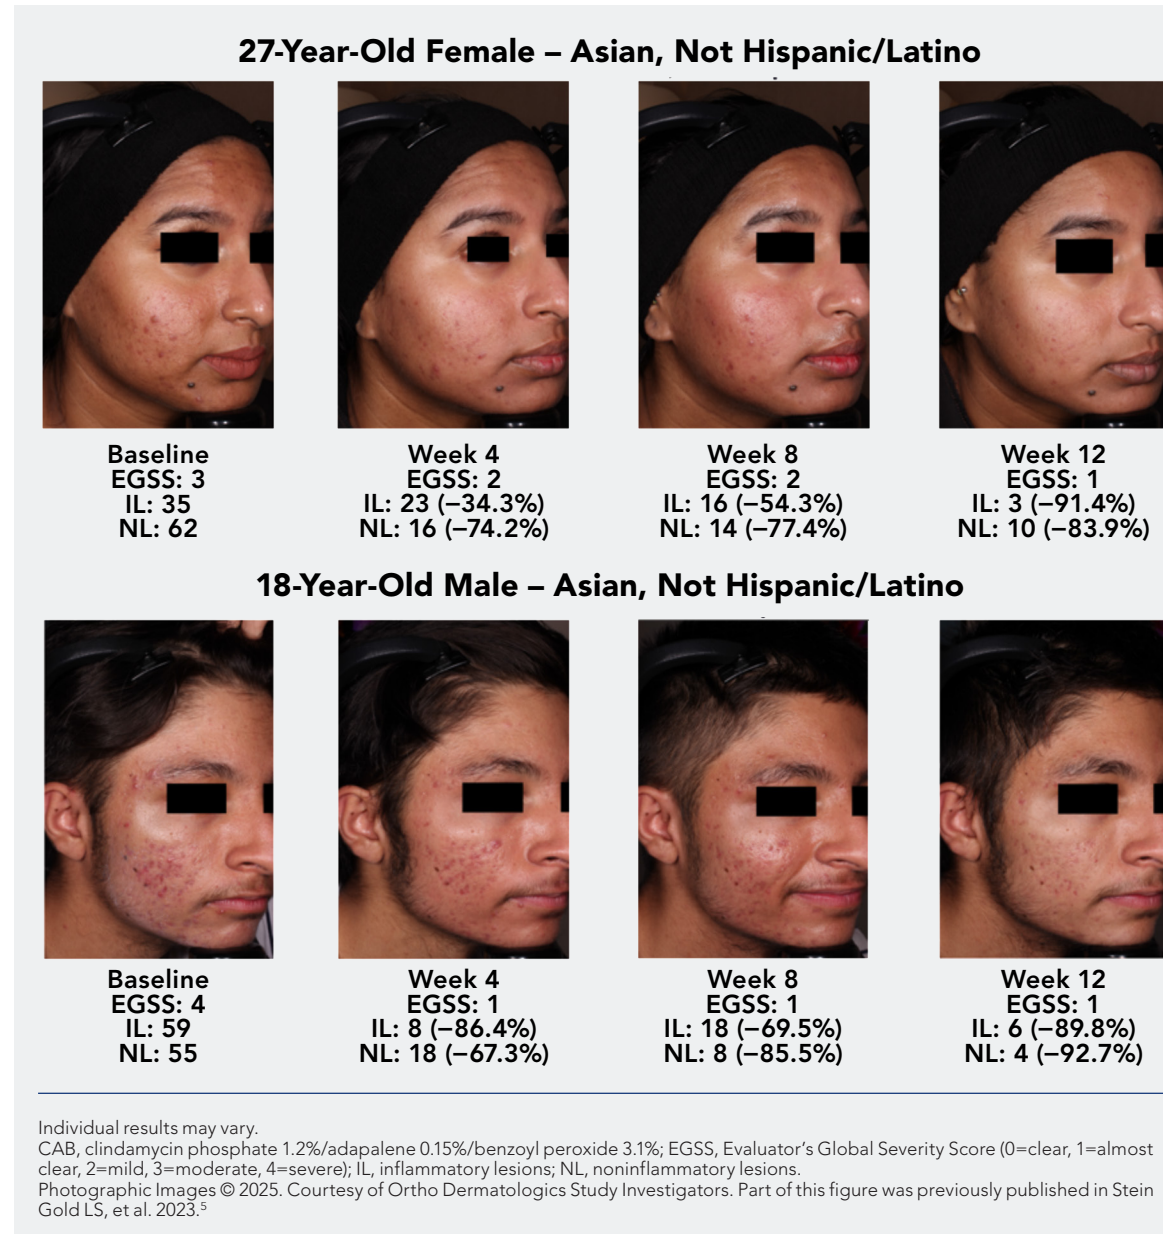 27-Year-Old Female – Asian, Not Hispanic/Latino
Baseline
EGSS: 3
IL: 35
NL: 62
Week 4
EGSS: 2
IL: 23 (−34.3%)
NL: 16 (−74.2%)
Week 8
EGSS: 2
IL: 16 (−54.3%)
NL: 14 (−77.4%)
Week 12
EGSS: 1
IL: 3 (−91.4%)
NL: 10 (−83.9%)
18-Year-Old Male – Asian, Not Hispanic/Latino
Baseline
EGSS: 4
IL: 59
NL: 55
Week 4
EGSS: 1
IL: 8 (−86.4%)
NL: 18 (−67.3%)
Week 8
EGSS: 1
IL: 18 (−69.5%)
NL: 8 (−85.5%)
Week 12
EGSS: 1
IL: 6 (−89.8%)
NL: 4 (−92.7%)
Individual results may vary.
CAB, clindamycin phosphate 1.2%/adapalene 0.15%/benzoyl peroxide 3.1%; EGSS, Evaluator’s Global Severity Score (0=clear, 1=almost
clear, 2=mild, 3=moderate, 4=severe); IL, inflammatory lesions; NL, noninflammatory lesions.
Photographic Images © 2025. Courtesy of Ortho Dermatologics Study Investigators. Part of this figure was previously published in Stein
Gold LS, et al. 2023.⁵